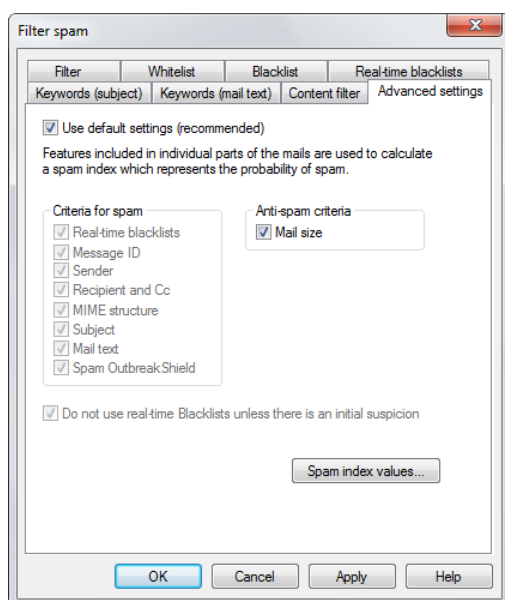 Filter spam
Filter
Whitelist
Blacklist
Real-time blacklists
Keywords (subject)
Keywords (mail text)
Content filter
Advanced settings
Use default settings (recommended)
Features included in individual parts of the mails are used to calculate
a spam index which represents the probability of spam.
Criteria for spam
Real-time blacklists
Message ID
Sender
Recipient and Cc
MIME structure
Subject
Mail text
Spam OutbreakShield
Anti-spam criteria
Mail size
Do not use real-time Blacklists unless there is an initial suspicion
Spam index values...
OK
Cancel
Apply
Help